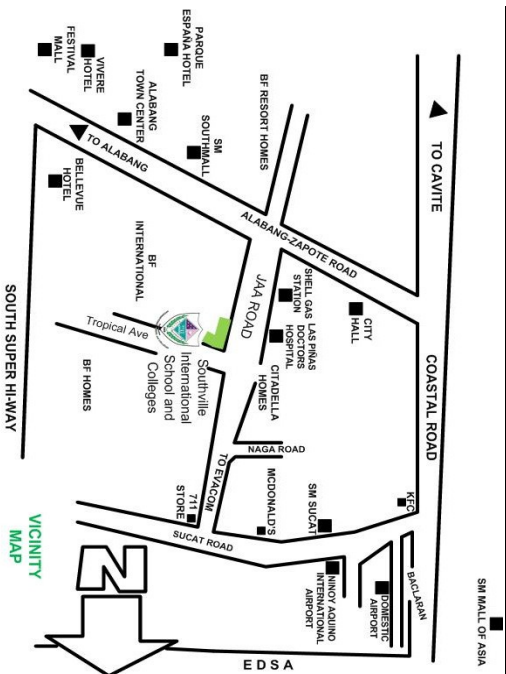 SM MALL OF ASIA
TO CAVITE
COASTAL ROAD
BACLARAN
KFC
DOMESTIC
AIRPORT
NINOY AQUINO
INTERNATIONAL
AIRPORT
CITY
HALL
SM SUCAT
MCDONALD'S
SUCAT ROAD
E D S A
ALABANG-ZAPOTE ROAD
BF RESORT HOMES
SHELL GAS
STATION
LAS PIÑAS
DOCTORS
HOSPITAL
JAA ROAD
CITADELLA
HOMES
NAGA ROAD
TO EVACOM
711
STORE
PARQUE
ESPAÑA HOTEL
SM
SOUTHMALL
ALABANG
TOWN CENTER
VIVERE
HOTEL
FESTIVAL
MALL
TO ALABANG
BELLEVUE
HOTEL
BF
INTERNATIONAL
Tropical Ave
Southville
International
School and
Colleges
BF HOMES
SOUTH SUPER HI-WAY
VICINITY
MAP
N